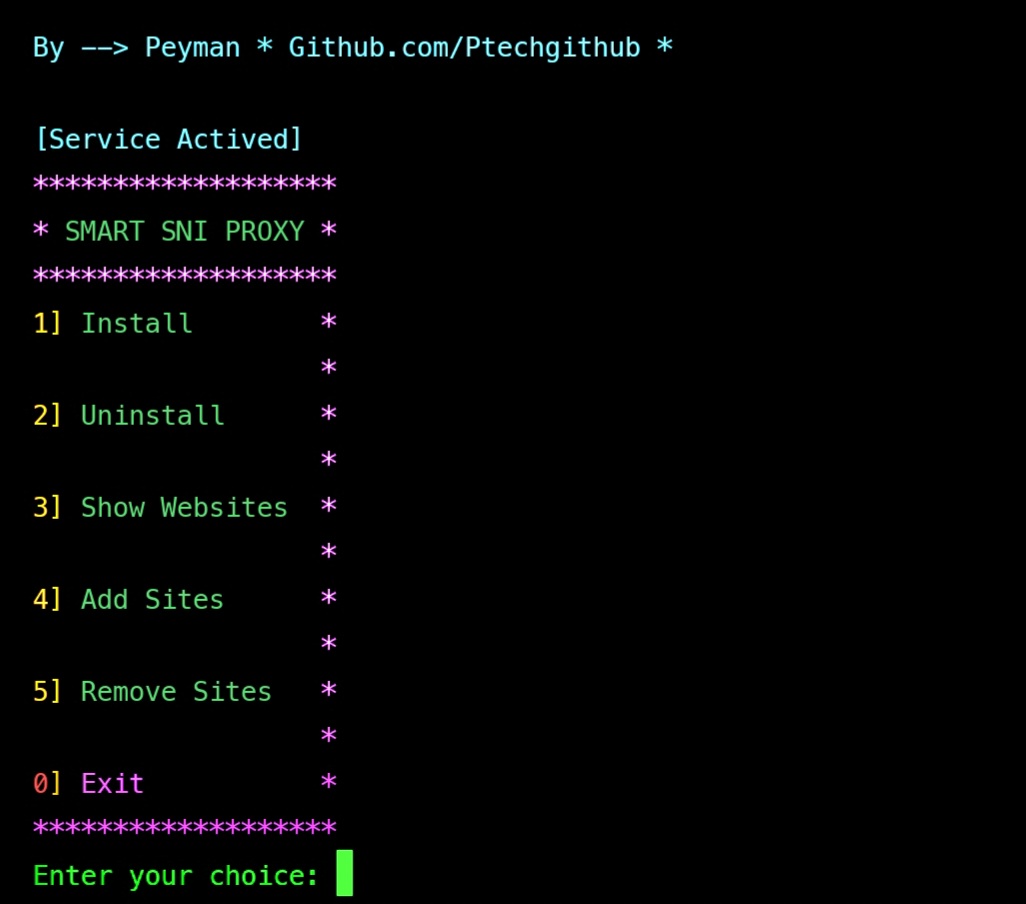 By --> Peyman * Github.com/Ptechgithub *
[Service Actived]
*******************
* SMART SNI PROXY *
*******************
1] Install        *
                  *
2] Uninstall      *
                  *
3] Show Websites  *
                  *
4] Add Sites      *
                  *
5] Remove Sites   *
                  *
0] Exit           *
*******************
Enter your choice: